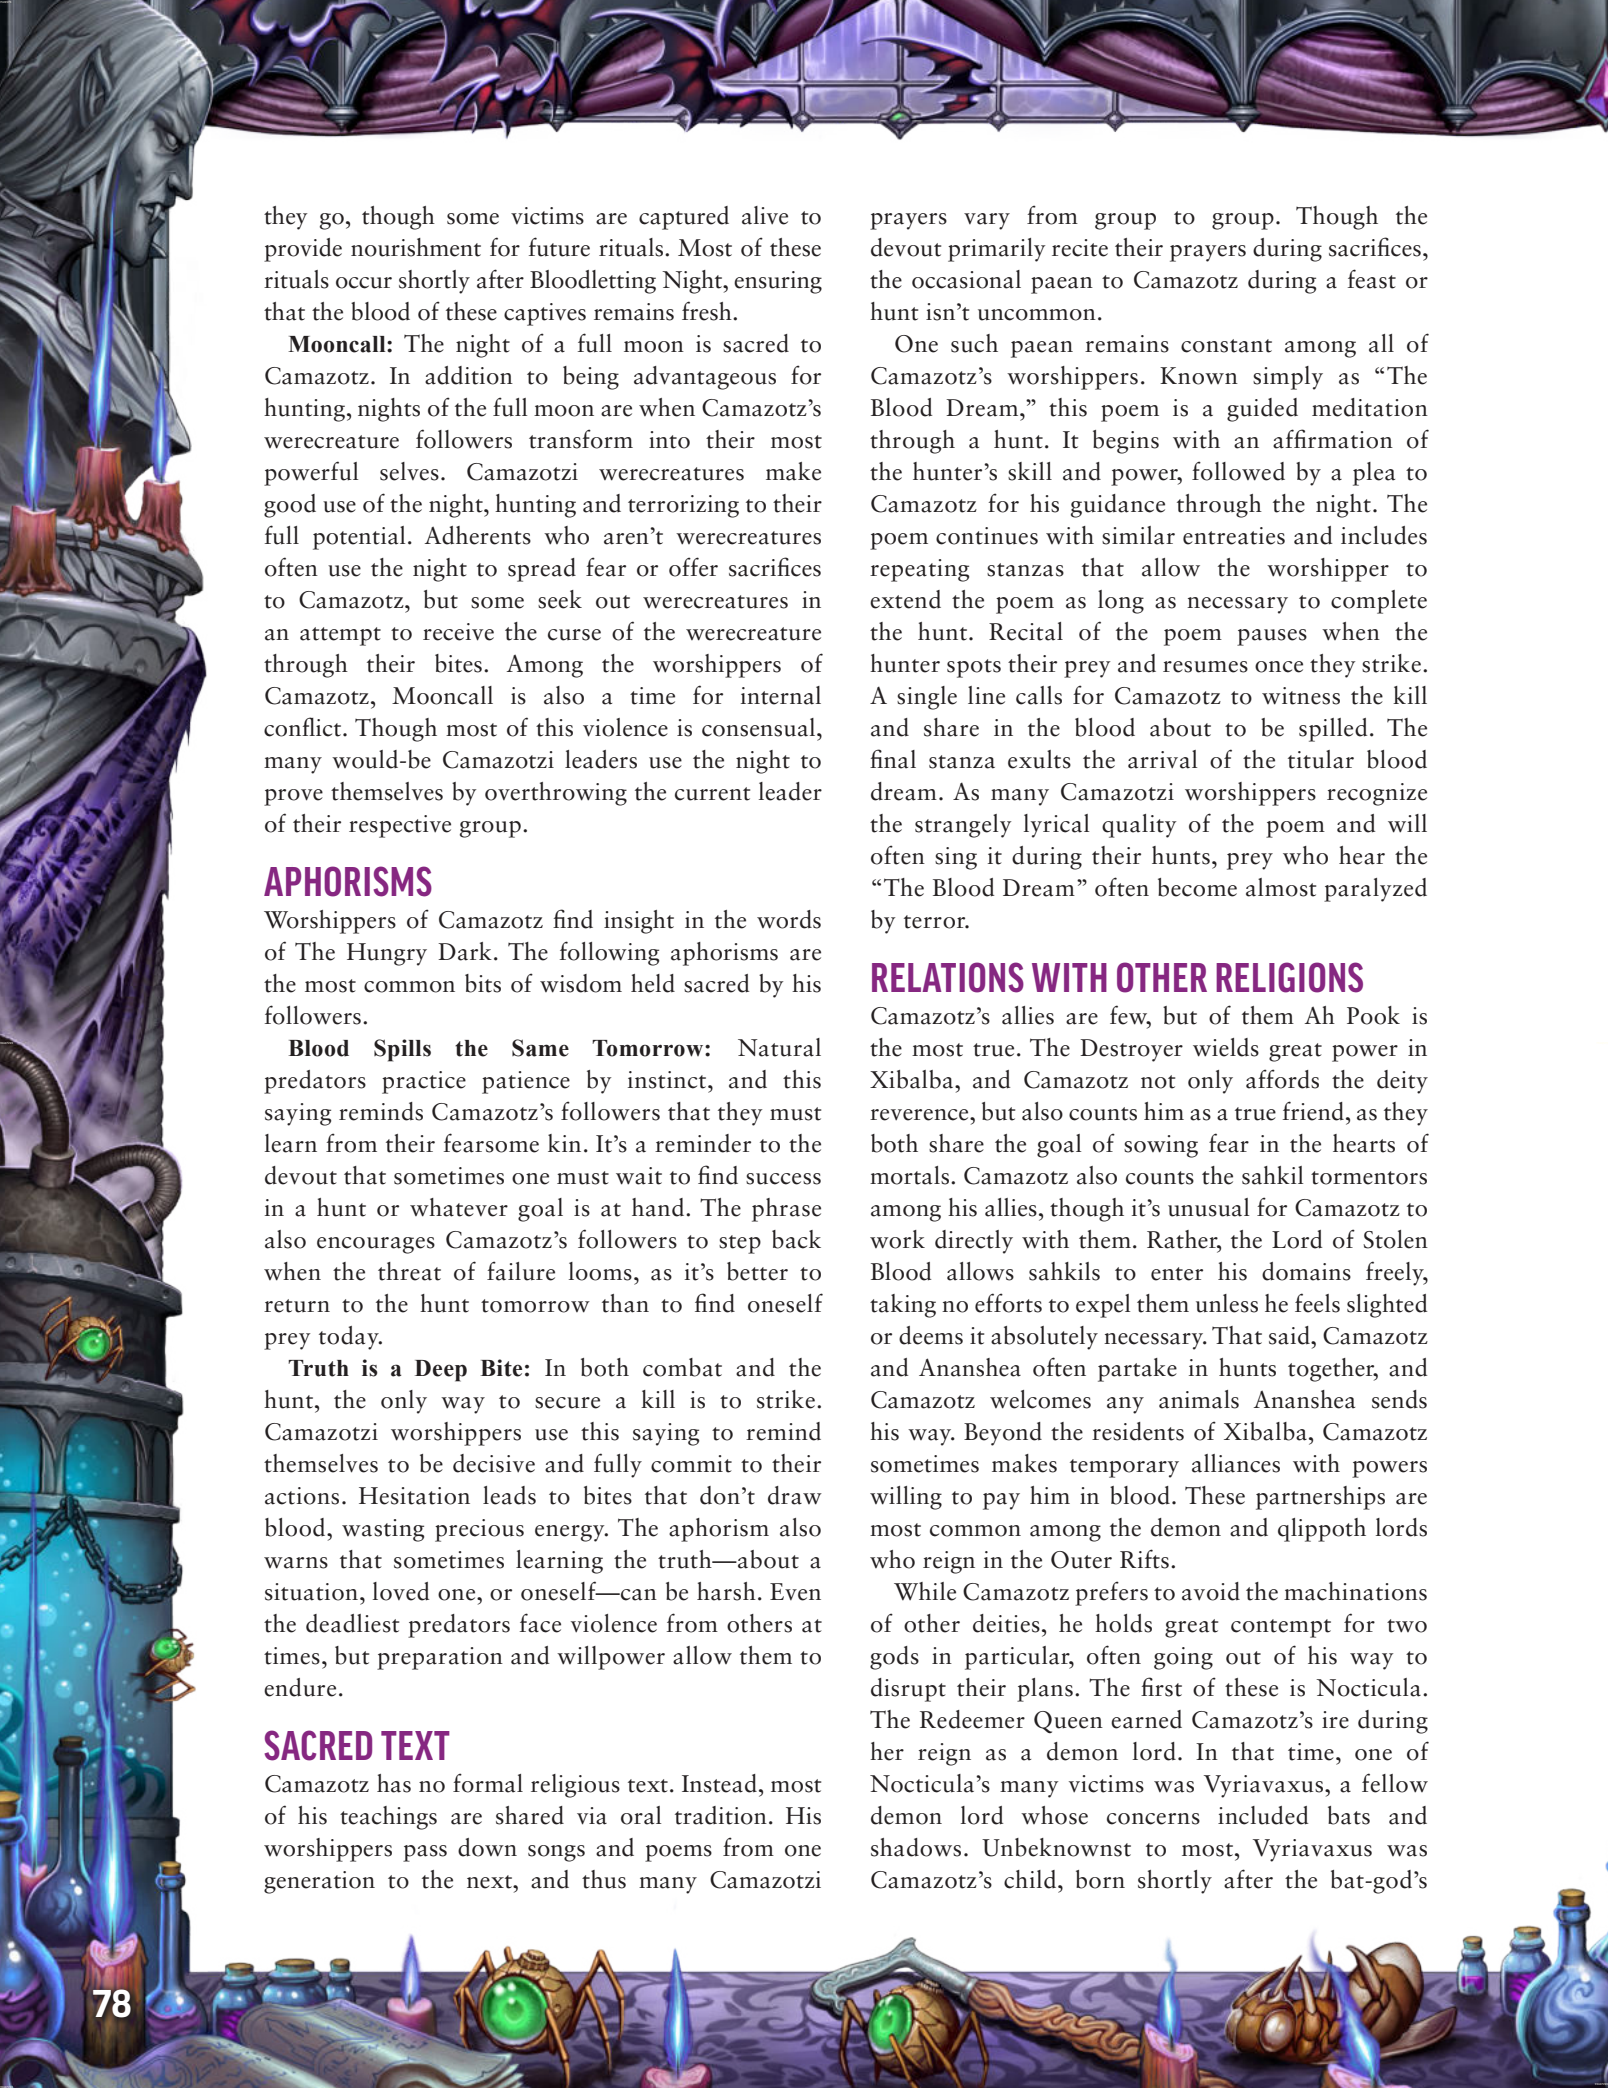 they go, though some victims are captured alive to
provide nourishment for future rituals. Most of these
rituals occur shortly after Bloodletting Night, ensuring
that the blood of these captives remains fresh.
Mooncall: The night of a full moon is sacred to
Camazotz. In addition to being advantageous for
hunting, nights of the full moon are when Camazotz’s
werecreature followers transform into their most
powerful selves. Camazotzi werecreatures make
good use of the night, hunting and terrorizing to their
full potential. Adherents who aren’t werecreatures
often use the night to spread fear or offer sacrifices
to Camazotz, but some seek out werecreatures in
an attempt to receive the curse of the werecreature
through their bites. Among the worshippers of
Camazotz, Mooncall is also a time for internal
conflict. Though most of this violence is consensual,
many would-be Camazotzi leaders use the night to
prove themselves by overthrowing the current leader
of their respective group.
APHORISMS
Worshippers of Camazotz find insight in the words
of The Hungry Dark. The following aphorisms are
the most common bits of wisdom held sacred by his
followers.
Blood Spills the Same Tomorrow: Natural
predators practice patience by instinct, and this
saying reminds Camazotz’s followers that they must
learn from their fearsome kin. It’s a reminder to the
devout that sometimes one must wait to find success
in a hunt or whatever goal is at hand. The phrase
also encourages Camazotz’s followers to step back
when the threat of failure looms, as it’s better to
return to the hunt tomorrow than to find oneself
prey today.
Truth is a Deep Bite: In both combat and the
hunt, the only way to secure a kill is to strike.
Camazotzi worshippers use this saying to remind
themselves to be decisive and fully commit to their
actions. Hesitation leads to bites that don’t draw
blood, wasting precious energy. The aphorism also
warns that sometimes learning the truth—about a
situation, loved one, or oneself—can be harsh. Even
the deadliest predators face violence from others at
times, but preparation and willpower allow them to
endure.
SACRED TEXT
Camazotz has no formal religious text. Instead, most
of his teachings are shared via oral tradition. His
worshippers pass down songs and poems from one
generation to the next, and thus many Camazotzi
prayers vary from group to group. Though the
devout primarily recite their prayers during sacrifices,
the occasional paean to Camazotz during a feast or
hunt isn’t uncommon.
One such paean remains constant among all of
Camazotz’s worshippers. Known simply as “The
Blood Dream,” this poem is a guided meditation
through a hunt. It begins with an affirmation of
the hunter’s skill and power, followed by a plea to
Camazotz for his guidance through the night. The
poem continues with similar entreaties and includes
repeating stanzas that allow the worshipper to
extend the poem as long as necessary to complete
the hunt. Recital of the poem pauses when the
hunter spots their prey and resumes once they strike.
A single line calls for Camazotz to witness the kill
and share in the blood about to be spilled. The
final stanza exults the arrival of the titular blood
dream. As many Camazotzi worshippers recognize
the strangely lyrical quality of the poem and will
often sing it during their hunts, prey who hear the
“The Blood Dream” often become almost paralyzed
by terror.
RELATIONS WITH OTHER RELIGIONS
Camazotz’s allies are few, but of them Ah Pook is
the most true. The Destroyer wields great power in
Xibalba, and Camazotz not only affords the deity
reverence, but also counts him as a true friend, as they
both share the goal of sowing fear in the hearts of
mortals. Camazotz also counts the sahkil tormentors
among his allies, though it’s unusual for Camazotz to
work directly with them. Rather, the Lord of Stolen
Blood allows sahkils to enter his domains freely,
taking no efforts to expel them unless he feels slighted
or deems it absolutely necessary. That said, Camazotz
and Ananshea often partake in hunts together, and
Camazotz welcomes any animals Ananshea sends
his way. Beyond the residents of Xibalba, Camazotz
sometimes makes temporary alliances with powers
willing to pay him in blood. These partnerships are
most common among the demon and qlippoth lords
who reign in the Outer Rifts.
While Camazotz prefers to avoid the machinations
of other deities, he holds great contempt for two
gods in particular, often going out of his way to
disrupt their plans. The first of these is Nocticula.
The Redeemer Queen earned Camazotz’s ire during
her reign as a demon lord. In that time, one of
Nocticula’s many victims was Vyriavaxus, a fellow
demon lord whose concerns included bats and
shadows. Unbeknownst to most, Vyriavaxus was
Camazotz’s child, born shortly after the bat-god’s
78